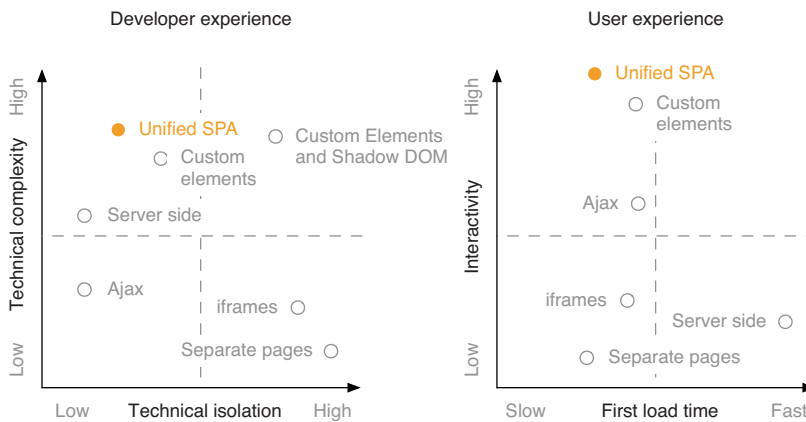 Developer experience
High
Technical complexity
Low
Unified SPA
Custom
elements
Custom Elements
and Shadow DOM
Server side
Ajax
iframes
Separate pages
Low
Technical isolation
High
User experience
High
Interactivity
Low
Unified SPA
Custom
elements
Ajax
iframes
Server side
Separate pages
Slow
First load time
Fast